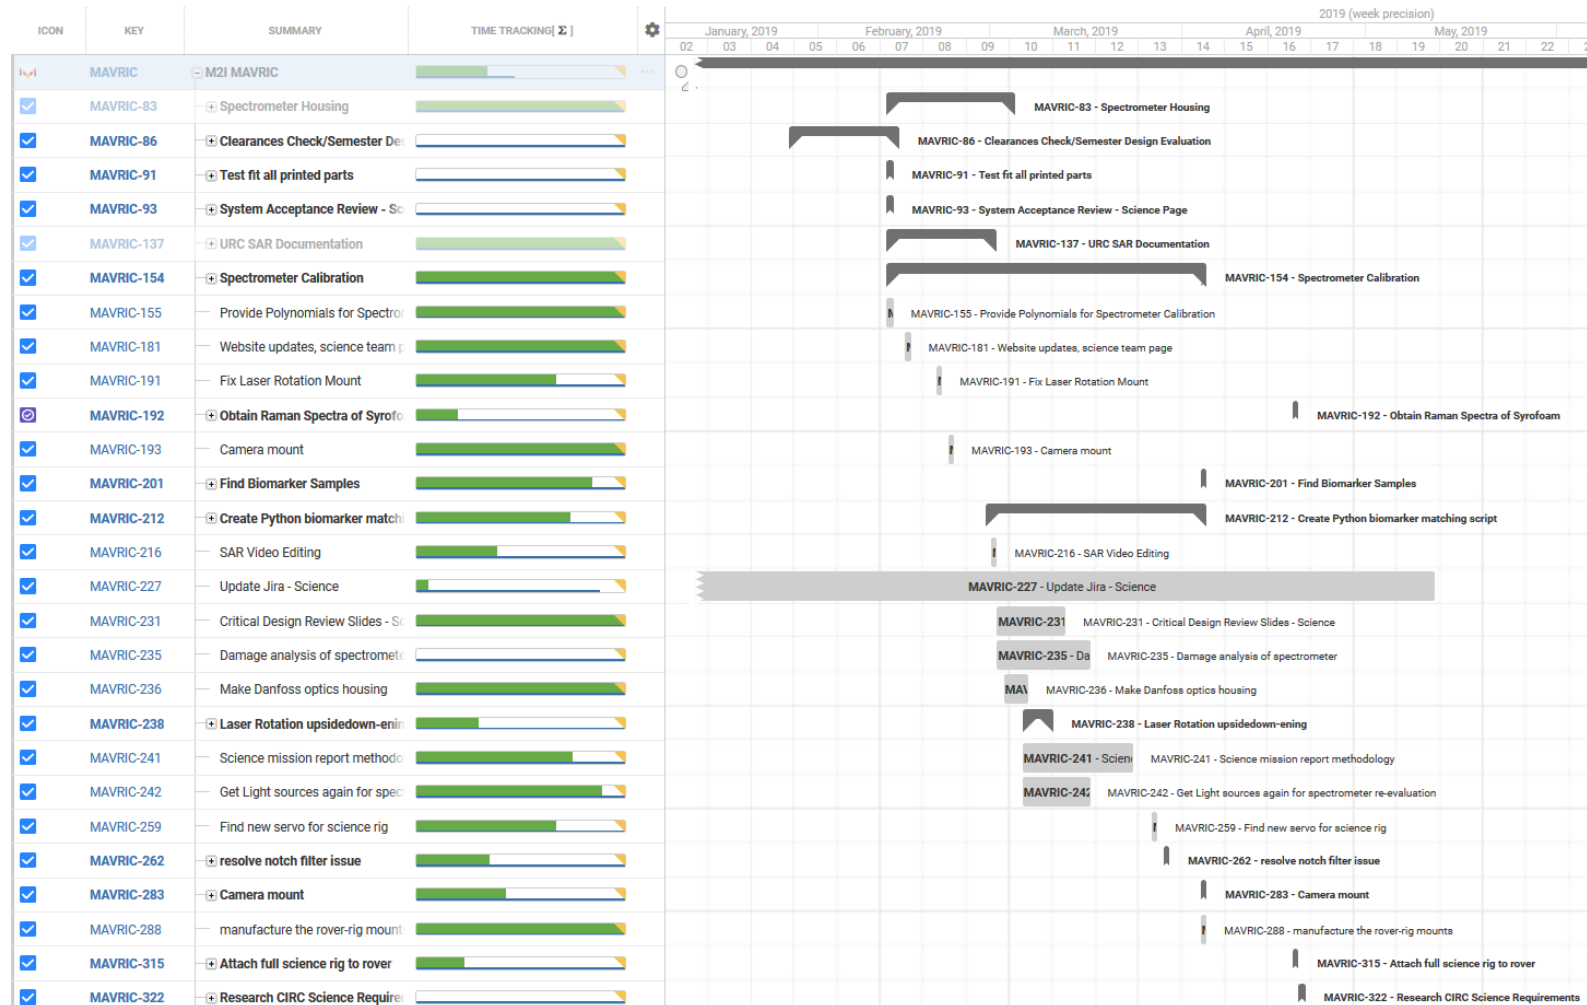 2019 (week precision)
ICON KEY SUMMARY TIME TRACKING[ Σ ] January, 2019 February, 2019 March, 2019 April, 2019 May, 2019
02 03 04 05 06 07 08 09 10 11 12 13 14 15 16 17 18 19 20 21 22
MAVRIC M2I MAVRIC
MAVRIC-83 Spectrometer Housing MAVRIC-83 - Spectrometer Housing
MAVRIC-86 Clearances Check/Semester De MAVRIC-86 - Clearances Check/Semester Design Evaluation
MAVRIC-91 Test fit all printed parts MAVRIC-91 - Test fit all printed parts
MAVRIC-93 System Acceptance Review - Sc MAVRIC-93 - System Acceptance Review - Science Page
MAVRIC-137 URC SAR Documentation MAVRIC-137 - URC SAR Documentation
MAVRIC-154 Spectrometer Calibration MAVRIC-154 - Spectrometer Calibration
MAVRIC-155 Provide Polynomials for Spectro MAVRIC-155 - Provide Polynomials for Spectrometer Calibration
MAVRIC-181 Website updates, science team p MAVRIC-181 - Website updates, science team page
MAVRIC-191 Fix Laser Rotation Mount MAVRIC-191 - Fix Laser Rotation Mount
MAVRIC-192 Obtain Raman Spectra of Syrofo MAVRIC-192 - Obtain Raman Spectra of Syrofoam
MAVRIC-193 Camera mount MAVRIC-193 - Camera mount
MAVRIC-201 Find Biomarker Samples MAVRIC-201 - Find Biomarker Samples
MAVRIC-212 Create Python biomarker match MAVRIC-212 - Create Python biomarker matching script
MAVRIC-216 SAR Video Editing MAVRIC-216 - SAR Video Editing
MAVRIC-227 Update Jira - Science MAVRIC-227 - Update Jira - Science
MAVRIC-231 Critical Design Review Slides - Sc MAVRIC-231 MAVRIC-231 - Critical Design Review Slides - Science
MAVRIC-235 Damage analysis of spectromete MAVRIC-235 - Da MAVRIC-235 - Damage analysis of spectrometer
MAVRIC-236 Make Danfoss optics housing MAV MAVRIC-236 - Make Danfoss optics housing
MAVRIC-238 Laser Rotation upsidedown-enin MAVRIC-238 - Laser Rotation upsidedown-ening
MAVRIC-241 Science mission report methodo MAVRIC-241 - Scien MAVRIC-241 - Science mission report methodology
MAVRIC-242 Get Light sources again for spec MAVRIC-242 MAVRIC-242 - Get Light sources again for spectrometer re-evaluation
MAVRIC-259 Find new servo for science rig MAVRIC-259 - Find new servo for science rig
MAVRIC-262 resolve notch filter issue MAVRIC-262 - resolve notch filter issue
MAVRIC-283 Camera mount MAVRIC-283 - Camera mount
MAVRIC-288 manufacture the rover-rig mount MAVRIC-288 - manufacture the rover-rig mounts
MAVRIC-315 Attach full science rig to rover MAVRIC-315 - Attach full science rig to rover
MAVRIC-322 Research CIRC Science Require MAVRIC-322 - Research CIRC Science Requirements